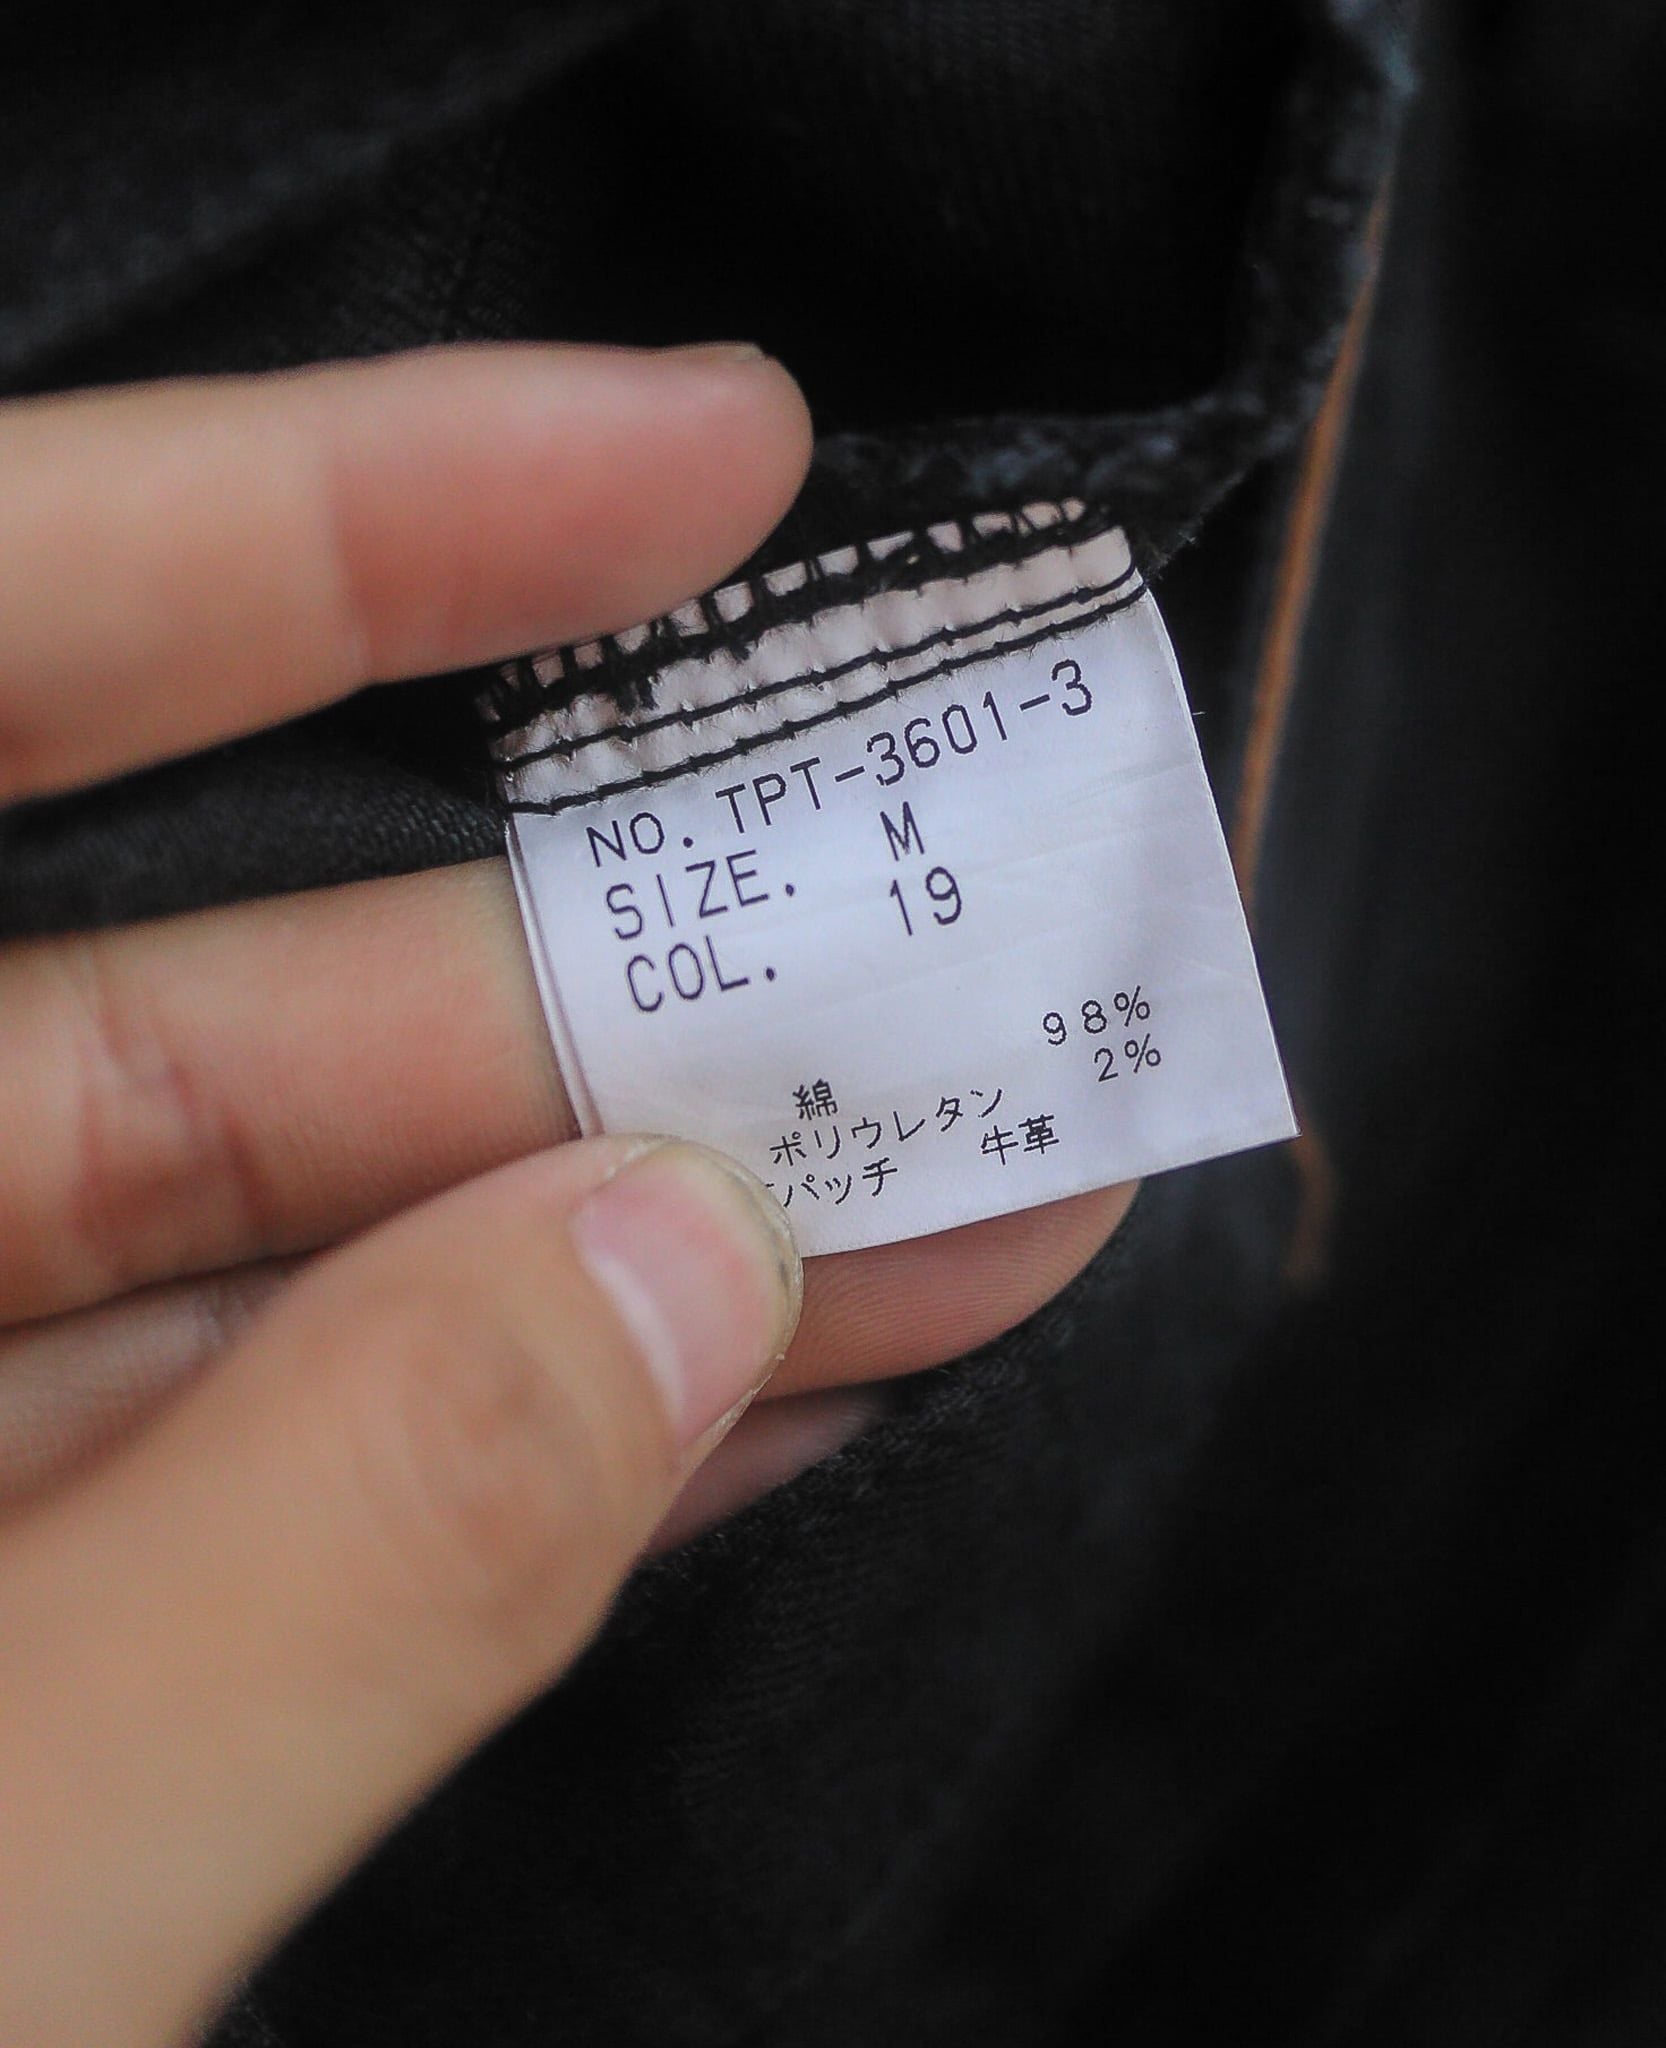 NO. TPT-3601-3
SIZE. M
COL. 19
綿 98%
ポリウレタン 2%
パッチ 牛革